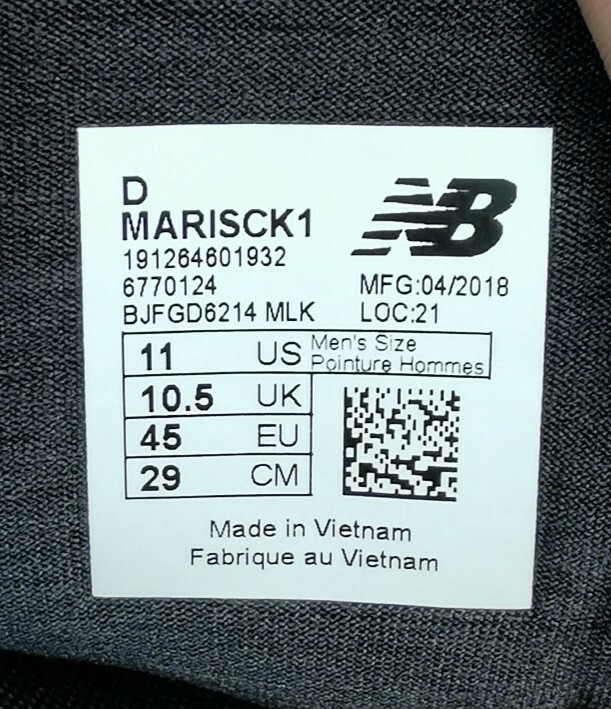 D
MARISCK1
NB
191264601932
6770124 MFG:04/2018
BJFGD6214 MLK LOC:21
11 US Men's Size
Pointure Hommes
10.5 UK
45 EU
29 CM
Made in Vietnam
Fabrique au Vietnam